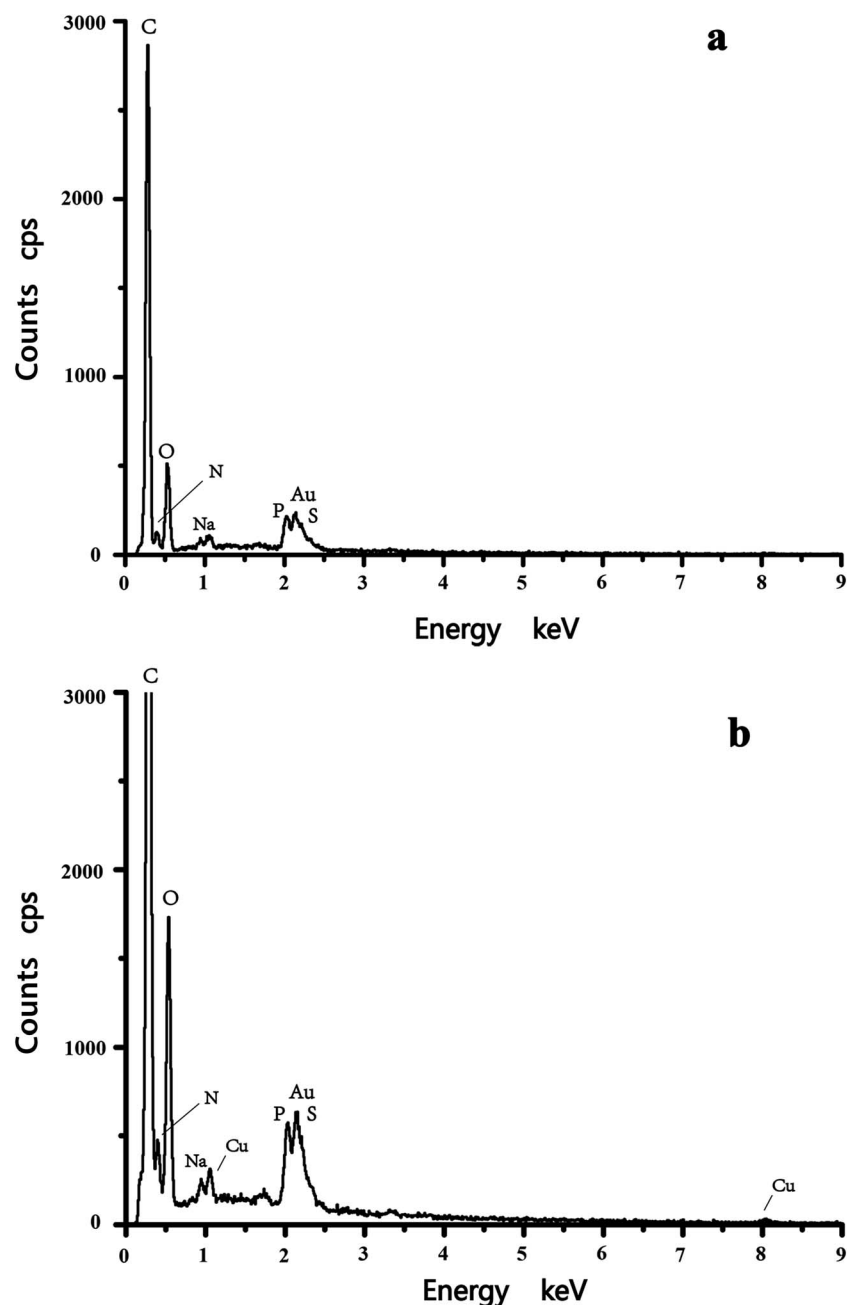 a
C
3000
2000
1000
0
Counts cps
O
N
Na
P
Au
S
0 1 2 3 4 5 6 7 8 9
Energy keV
b
C
3000
2000
1000
0
Counts cps
O
N
Na
Cu
P
Au
S
Cu
0 1 2 3 4 5 6 7 8 9
Energy keV